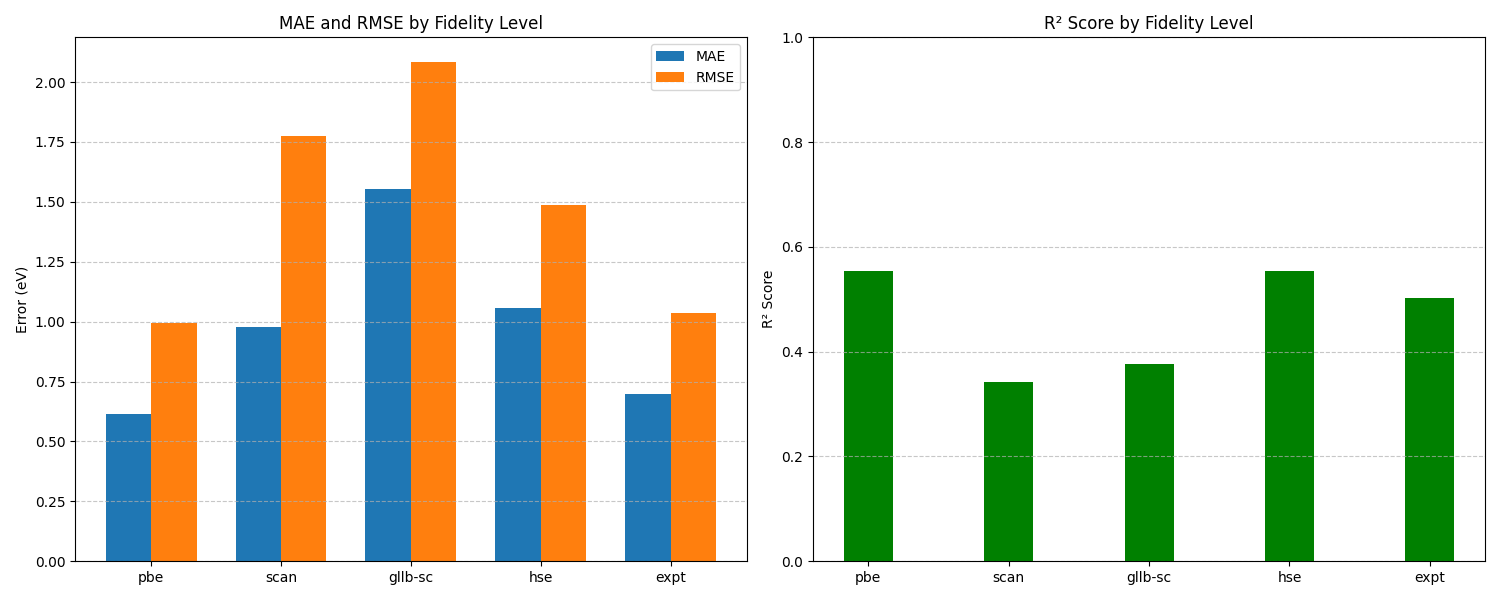 MAE and RMSE by Fidelity Level
MAE
RMSE
Error (eV)
2.00
1.75
1.50
1.25
1.00
0.75
0.50
0.25
0.00
pbe scan gllb-sc hse expt
R² Score by Fidelity Level
R² Score
1.0
0.8
0.6
0.4
0.2
0.0
pbe scan gllb-sc hse expt